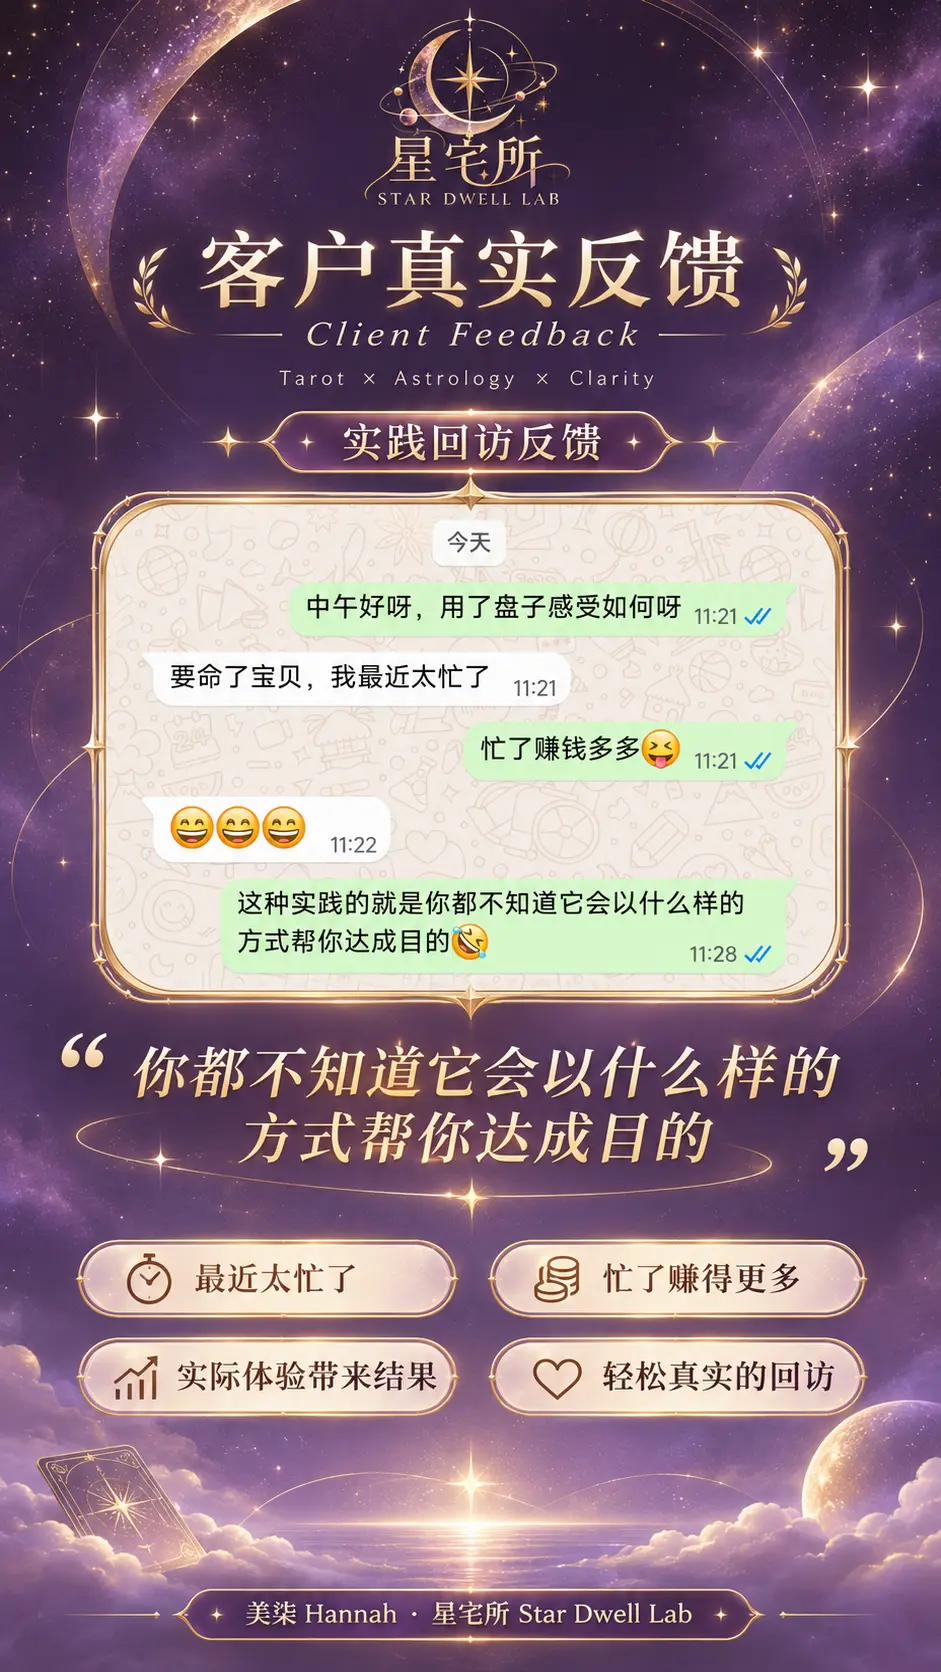 星宅所
STAR DWELL LAB
客户真实反馈
Client Feedback
Tarot × Astrology × Clarity
实践回访反馈
今天
中午好呀，用了盘子感受如何呀 11:21
要命了宝贝，我最近太忙了 11:21
忙了赚钱多多😝 11:21
😄😄😄 11:22
这种实践的就是你都不知道它会以什么样的
方式帮你达成目的🤣 11:28
“你都不知道它会以什么样的
方式帮你达成目的”
最近太忙了
忙了赚得更多
实际体验带来结果
轻松真实的回访
24
美柒 Hannah · 星宅所 Star Dwell Lab